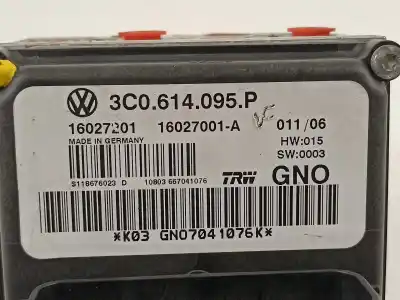 3C0.614.095.P
16027201 16027001-A 011/06
MADE IN GERMANY
HW:015
SW:0003
S118676023 D 10803 667041076 TRW GNO
*K03 GNO7041076K*